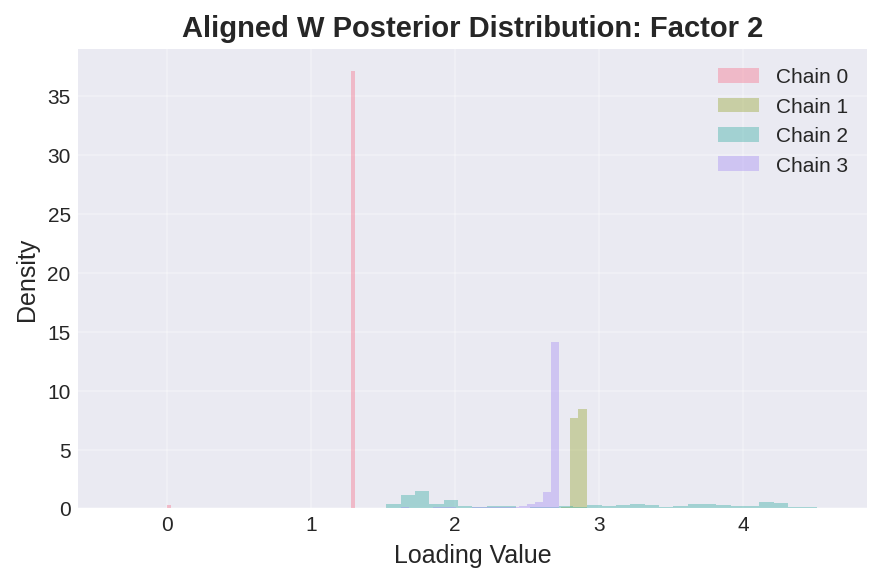 Aligned W Posterior Distribution: Factor 2
Chain 0
Chain 1
Chain 2
Chain 3
Density
35
30
25
20
15
10
5
0
0 1 2 3 4
Loading Value